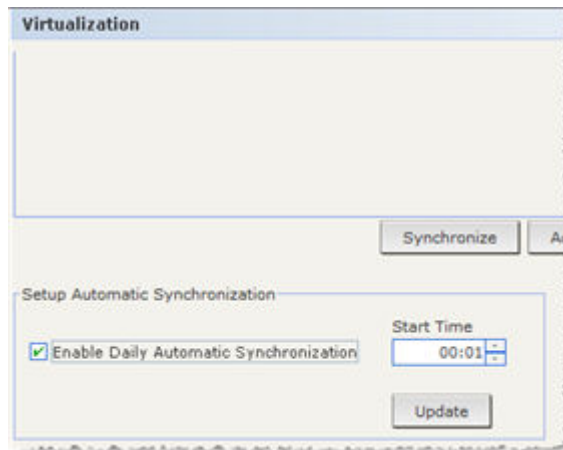 Virtualization
Synchronize
Setup Automatic Synchronization
Start Time
Enable Daily Automatic Synchronization
00:01
Update